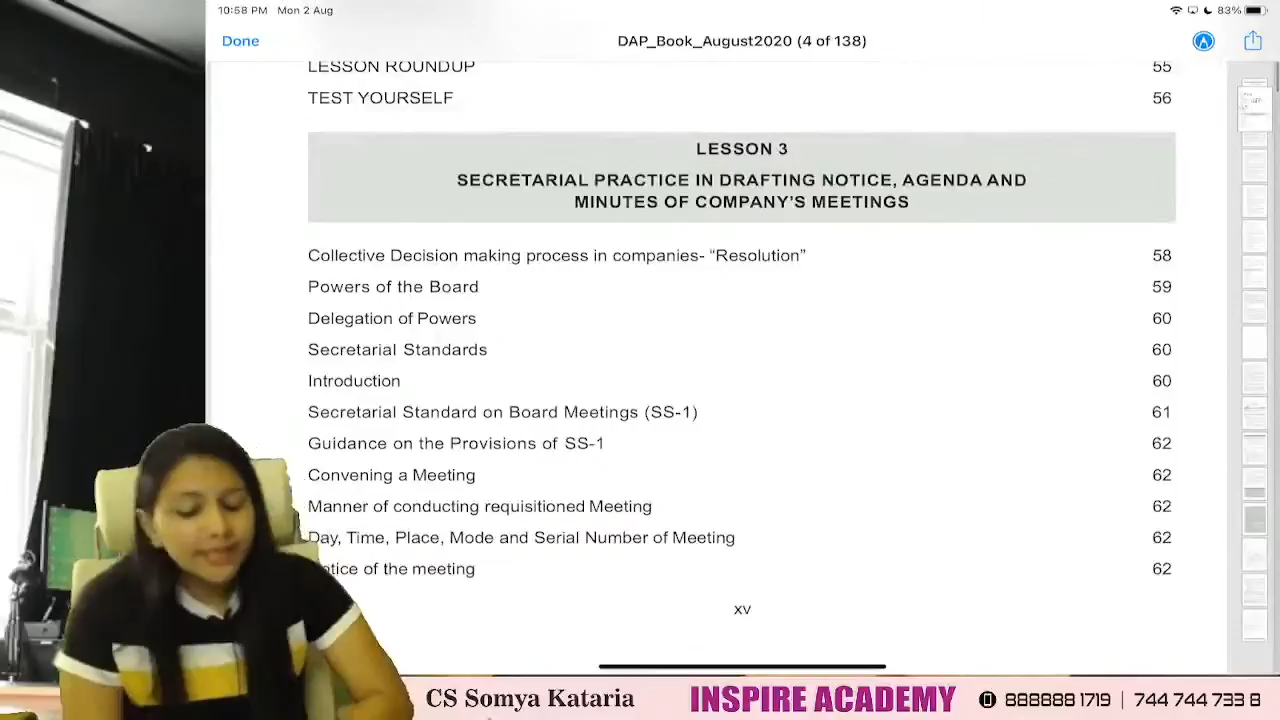 10:58 PM Mon 2 Aug
83%
Done
DAP_Book_August2020 (4 of 138)
LESSON ROUNDUP 55
TEST YOURSELF 56
LESSON 3
SECRETARIAL PRACTICE IN DRAFTING NOTICE, AGENDA AND
MINUTES OF COMPANY'S MEETINGS
Collective Decision making process in companies- “Resolution” 58
Powers of the Board 59
Delegation of Powers 60
Secretarial Standards 60
Introduction 60
Secretarial Standard on Board Meetings (SS-1) 61
Guidance on the Provisions of SS-1 62
Convening a Meeting 62
Manner of conducting requisitioned Meeting 62
Day, Time, Place, Mode and Serial Number of Meeting 62
of the meeting 62
XV
CS Somya Kataria INSPIRE ACADEMY 888888 1719 | 744 744 733 8